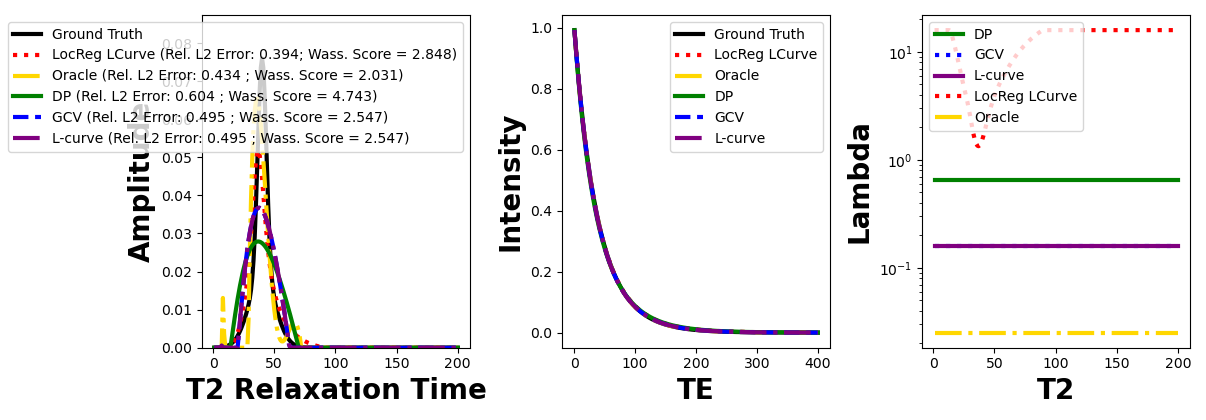 Ground Truth
LocReg LCurve (Rel. L2 Error: 0.394; Wass. Score = 2.848)
Oracle (Rel. L2 Error: 0.434 ; Wass. Score = 2.031)
DP (Rel. L2 Error: 0.604 ; Wass. Score = 4.743)
GCV (Rel. L2 Error: 0.495 ; Wass. Score = 2.547)
L-curve (Rel. L2 Error: 0.495 ; Wass. Score = 2.547)
Amplitude
0.08
0.05
0.04
0.03
0.02
0.01
0.00
0
50
100
150
200
T2 Relaxation Time
Ground Truth
LocReg LCurve
Oracle
DP
GCV
L-curve
Intensity
1.0
0.8
0.6
0.4
0.2
0.0
0
100
200
300
400
TE
DP
GCV
L-curve
LocReg LCurve
Oracle
Lambda
10¹
10⁰
10⁻¹
0
50
100
150
200
T2